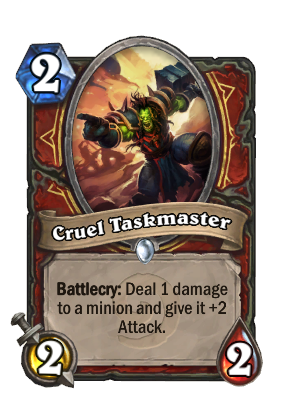 2
Cruel Taskmaster
Battlecry: Deal 1 damage
to a minion and give it +2
Attack.
2
2